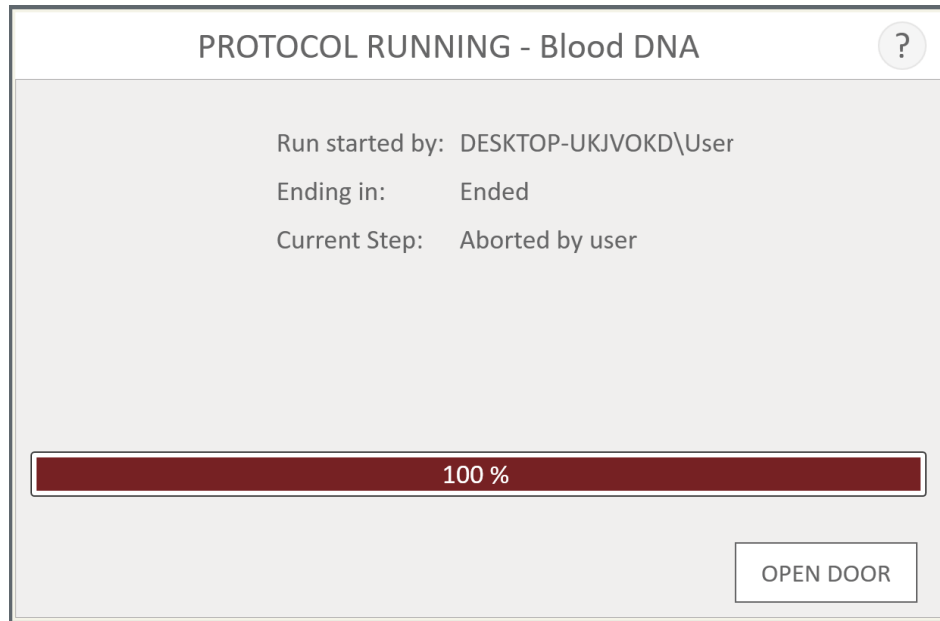 PROTOCOL RUNNING - Blood DNA
?
Run started by: DESKTOP-UKJVOKD\User
Ending in: Ended
Current Step: Aborted by user
100 %
OPEN DOOR